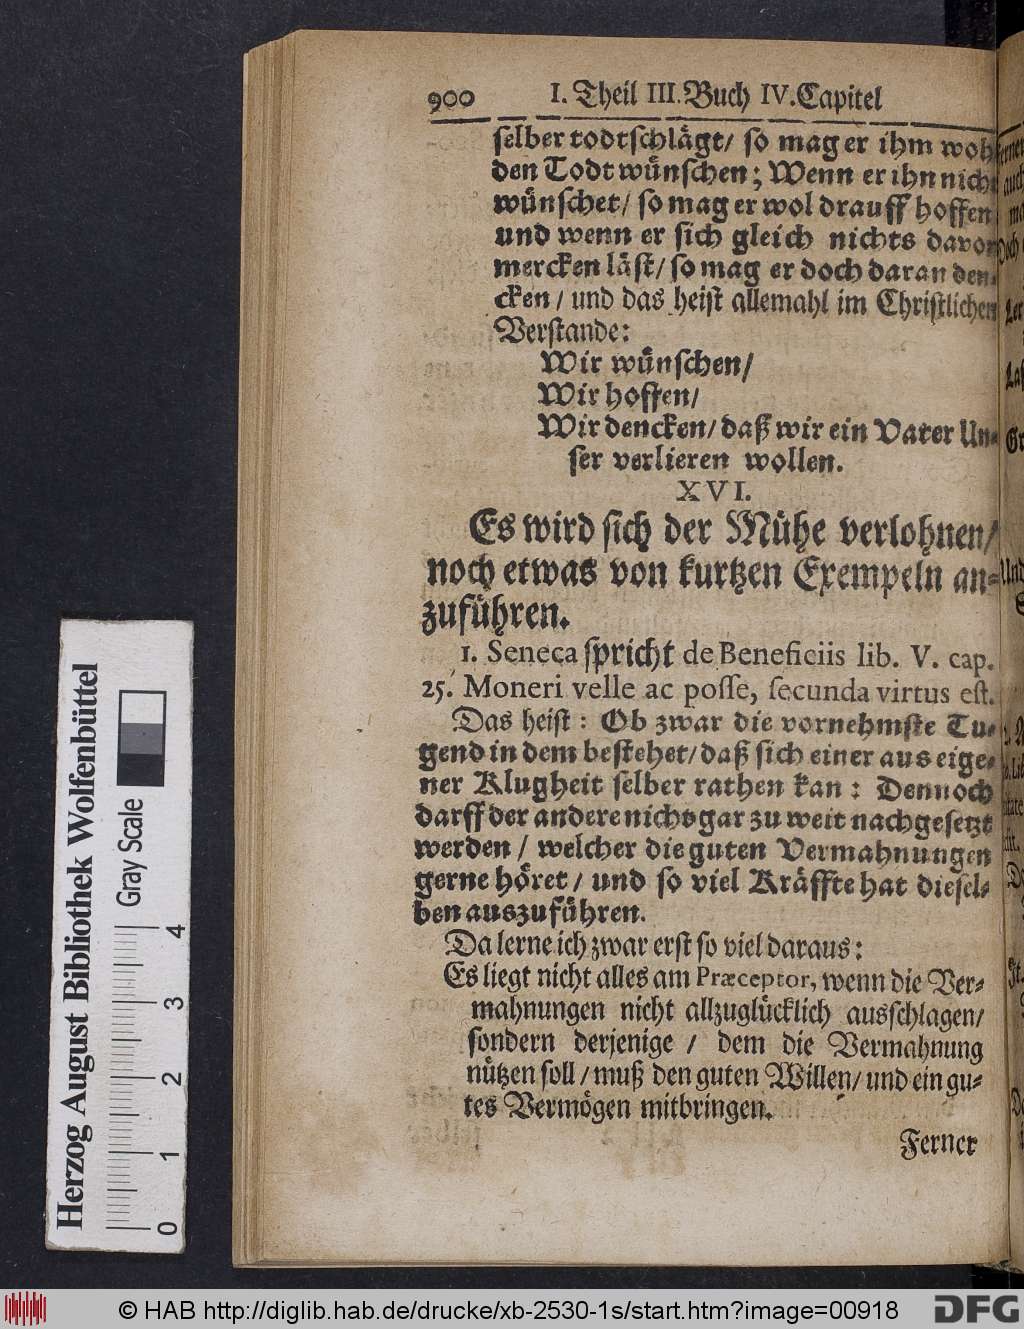 900 I. Theil III. Buch IV. Capitel
selber todtschlägt/ so mag er ihm woh
den Todt wünschen; Wenn er ihn nich
wünschet/ so mag er wol drauff hoffen
und wenn er sich gleich nichts davo
mercken läst/ so mag er doch daran den-
cken/ und das heist allemahl im Christlichen
Verstande:
Wir wünschen/
Wir hoffen/
Wir dencken/ daß wir ein Vater Un-
ser verlieren wollen.
XVI.
Es wird sich der Mühe verlohnen/
noch etwas von kurtzen Exempeln an-
zuführen.
1. Seneca spricht de Beneficiis lib. V. cap.
25. Moneri velle ac posse, secunda virtus est.
Das heist: Ob zwar die vornehmste Tu-
gend in dem bestehet/ daß sich einer aus eige-
ner Klugheit selber rathen kan: Dennoch
darff der andere nicht gar zu weit nachgesetzt
werden/ welcher die guten Vermahnungen
gerne höret/ und so viel Kräffte hat diesel-
ben auszuführen.
Da lerne ich zwar erst so viel daraus:
Es liegt nicht alles am Præceptor, wenn die Ver-
mahnungen nicht allzuglücklich ausschlagen/
sondern derjenige / dem die Vermahnung
nützen soll/ muß den guten Willen/ und ein gu-
tes Vermögen mitbringen.
Ferner
Herzog August Bibliothek Wolfenbüttel
Gray Scale
0 1 2 3 4
© HAB http://diglib.hab.de/drucke/xb-2530-1s/start.htm?image=00918
DFG